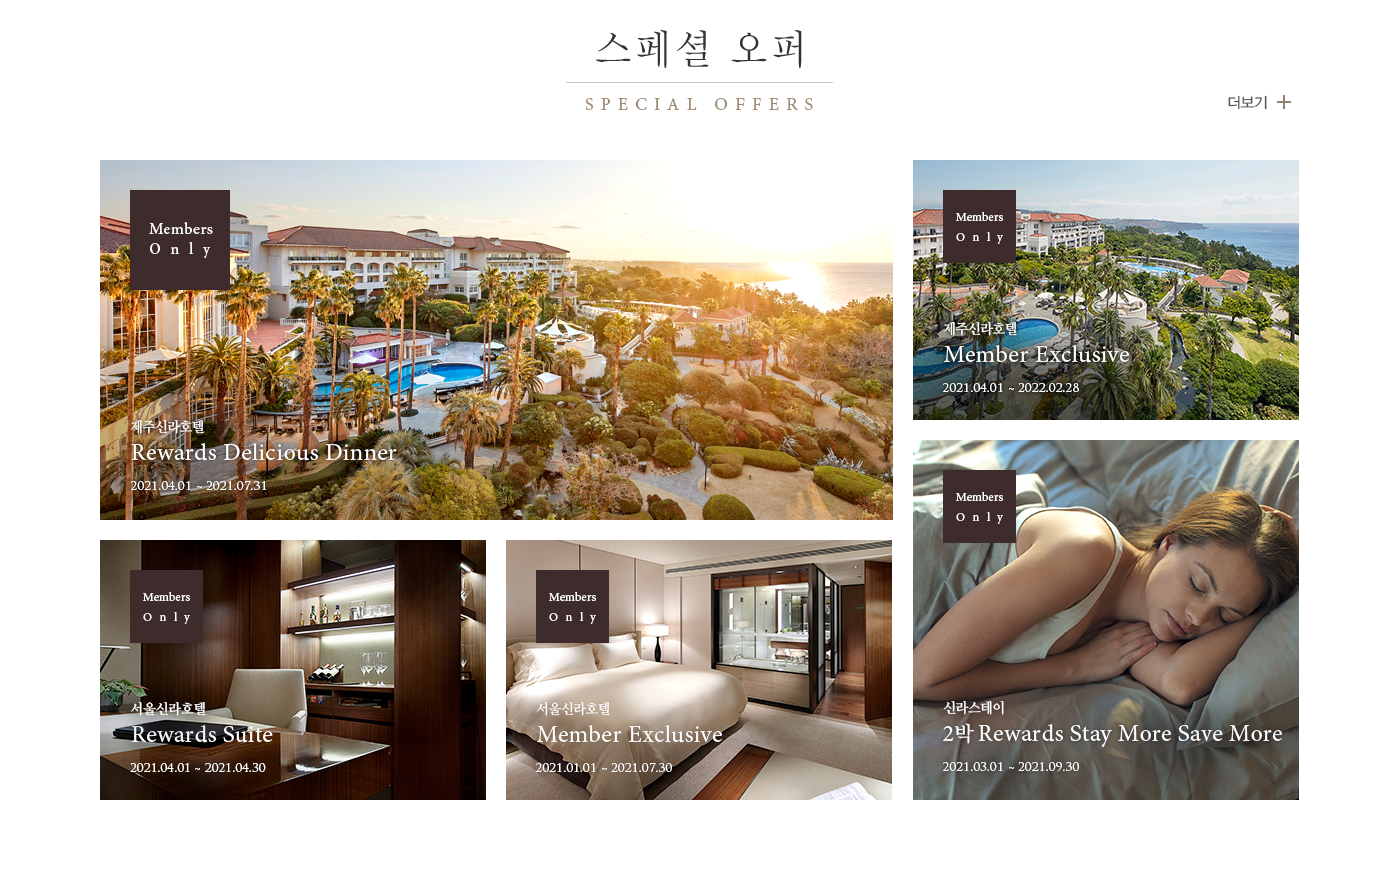 스페셜 오퍼
SPECIAL OFFERS
더보기
Members
Only
제주신라호텔
Rewards Delicious Dinner
2021.04.01 ~ 2021.07.31
Members
Only
제주신라호텔
Member Exclusive
2021.04.01 ~ 2022.02.28
Members
Only
서울신라호텔
Rewards Suite
2021.04.01 ~ 2021.04.30
Members
Only
서울신라호텔
Member Exclusive
2021.01.01 ~ 2021.07.30
Members
Only
신라스테이
2박 Rewards Stay More Save More
2021.03.01 ~ 2021.09.30